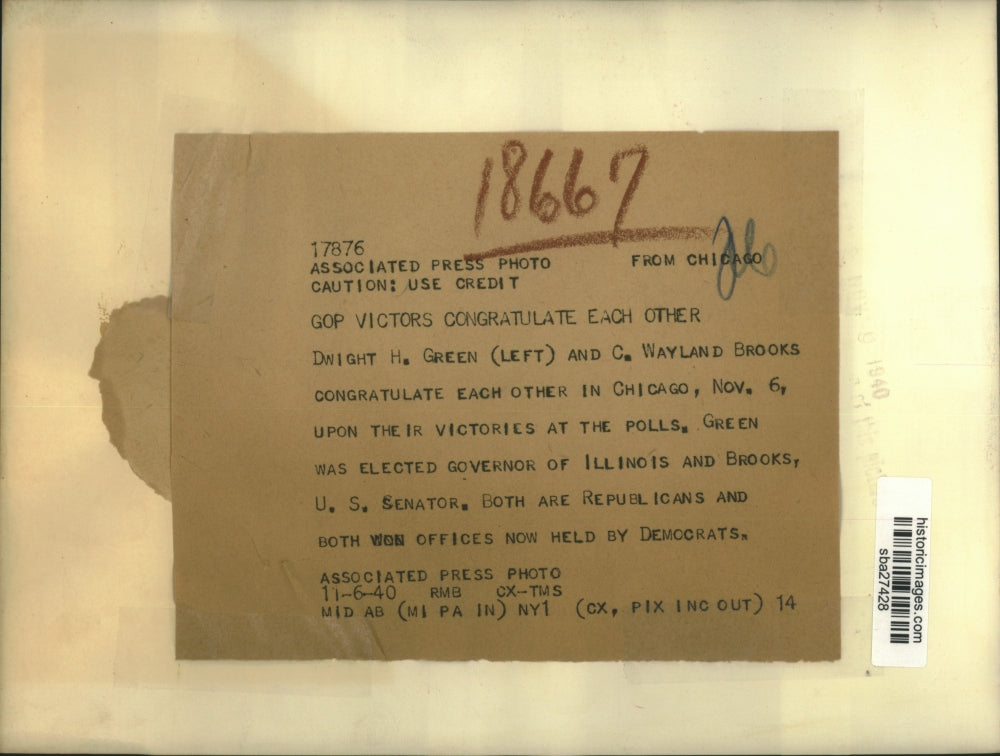 18667
17876
ASSOCIATED PRESS PHOTO FROM CHICAGO
CAUTION: USE CREDIT
GOP VICTORS CONGRATULATE EACH OTHER
DWIGHT H. GREEN (LEFT) AND C. WAYLAND BROOKS
CONGRATULATE EACH OTHER IN CHICAGO, NOV. 6,
UPON THEIR VICTORIES AT THE POLLS. GREEN
WAS ELECTED GOVERNOR OF ILLINOIS AND BROOKS,
U. S. SENATOR. BOTH ARE REPUBLICANS AND
BOTH WON OFFICES NOW HELD BY DEMOCRATS.
ASSOCIATED PRESS PHOTO
11-6-40 RMB CX-TMS
MID AB (MI PA IN) NY1 (CX, PIX INC OUT) 14
1940
historicimages.com
sba27428